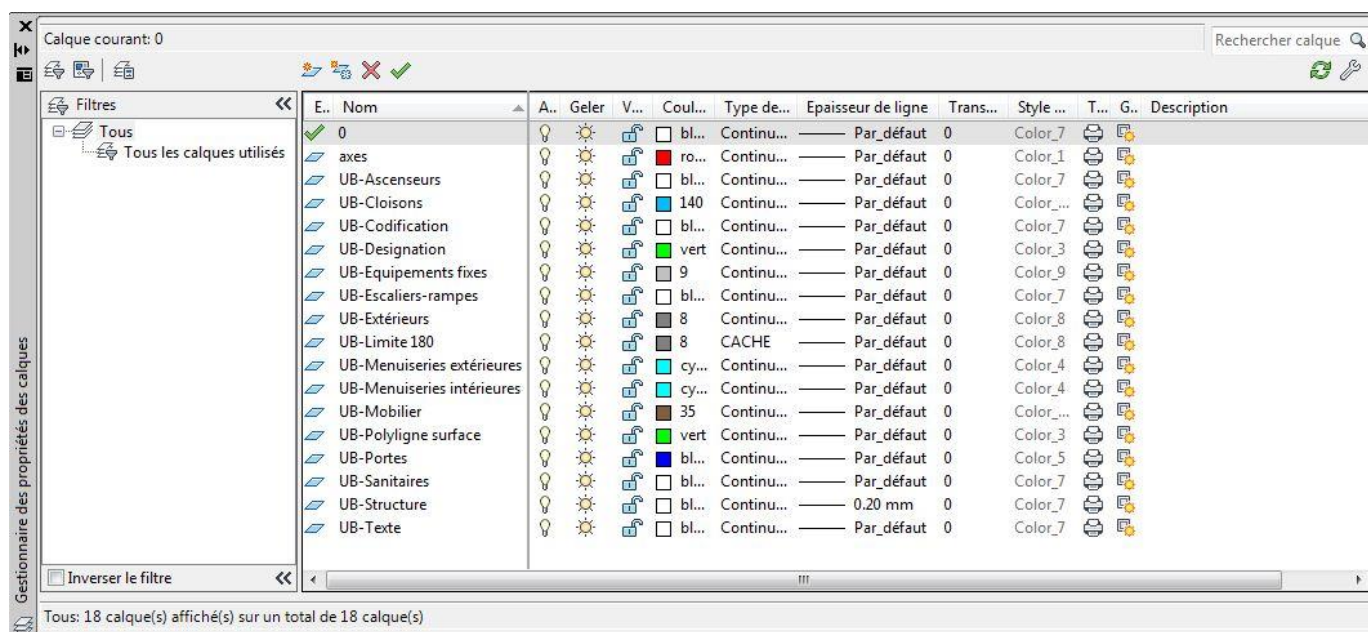 Calque courant: 0
Rechercher calque
Filtres
Tous
Tous les calques utilisés
E.. Nom A.. Geler V... Coul... Type de... Epaisseur de ligne Trans... Style ... T... G.. Description
0 bl... Continu... Par_défaut 0 Color_7
axes ro... Continu... Par_défaut 0 Color_1
UB-Ascenseurs bl... Continu... Par_défaut 0 Color_7
UB-Cloisons 140 Continu... Par_défaut 0 Color_...
UB-Codification bl... Continu... Par_défaut 0 Color_7
UB-Designation vert Continu... Par_défaut 0 Color_3
UB-Equipements fixes 9 Continu... Par_défaut 0 Color_9
UB-Escaliers-rampes bl... Continu... Par_défaut 0 Color_7
UB-Extérieurs 8 Continu... Par_défaut 0 Color_8
UB-Limite 180 8 CACHE Par_défaut 0 Color_8
UB-Menuiseries extérieures cy... Continu... Par_défaut 0 Color_4
UB-Menuiseries intérieures cy... Continu... Par_défaut 0 Color_4
UB-Mobilier 35 Continu... Par_défaut 0 Color_...
UB-Polyligne surface vert Continu... Par_défaut 0 Color_3
UB-Portes bl... Continu... Par_défaut 0 Color_5
UB-Sanitaires bl... Continu... Par_défaut 0 Color_7
UB-Structure bl... Continu... 0.20 mm 0 Color_7
UB-Texte bl... Continu... Par_défaut 0 Color_7
Inverser le filtre
Tous: 18 calque(s) affiché(s) sur un total de 18 calque(s)
Gestionnaire des propriétés des calques